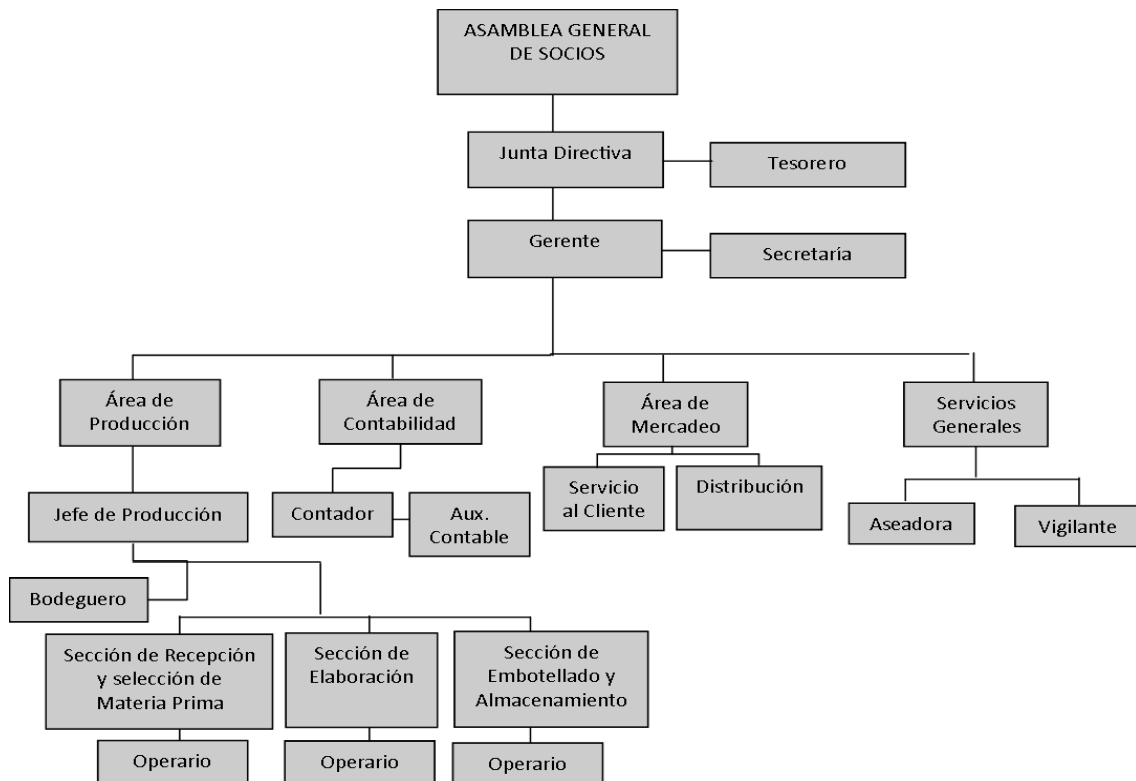 ASAMBLEA GENERAL
DE SOCIOS
Junta Directiva
Tesorero
Gerente
Secretaría
Área de
Producción
Área de
Contabilidad
Área de
Mercadeo
Servicios
Generales
Jefe de Producción
Contador
Aux.
Contable
Servicio
al Cliente
Distribución
Aseadora
Vigilante
Bodeguero
Sección de Recepción
y selección de
Materia Prima
Sección de
Elaboración
Sección de
Embotellado y
Almacenamiento
Operario
Operario
Operario